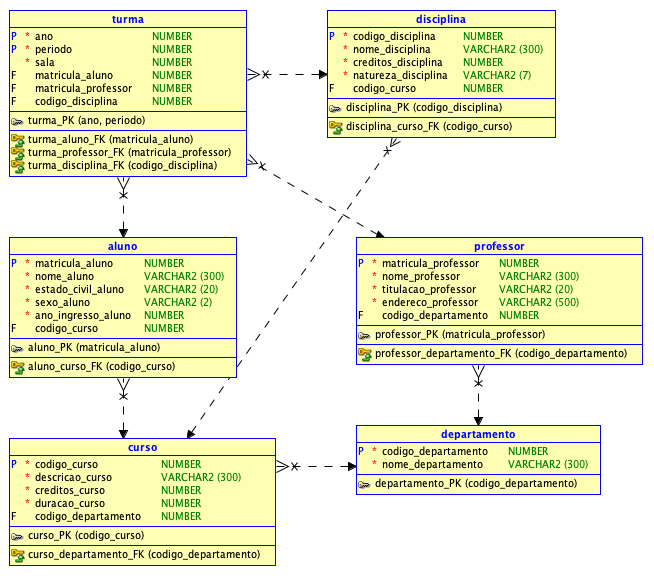 turma
P * ano NUMBER
P * periodo NUMBER
* sala NUMBER
F matricula_aluno NUMBER
F matricula_professor NUMBER
F codigo_disciplina NUMBER
turma_PK (ano, periodo)
turma_aluno_FK (matricula_aluno)
turma_professor_FK (matricula_professor)
turma_disciplina_FK (codigo_disciplina)
disciplina
P * codigo_disciplina NUMBER
* nome_disciplina VARCHAR2 (300)
* creditos_disciplina NUMBER
* natureza_disciplina VARCHAR2 (7)
F codigo_curso NUMBER
disciplina_PK (codigo_disciplina)
disciplina_curso_FK (codigo_curso)
aluno
P * matricula_aluno NUMBER
* nome_aluno VARCHAR2 (300)
* estado_civil_aluno VARCHAR2 (20)
* sexo_aluno VARCHAR2 (2)
* ano_ingresso_aluno NUMBER
F codigo_curso NUMBER
aluno_PK (matricula_aluno)
aluno_curso_FK (codigo_curso)
professor
P * matricula_professor NUMBER
* nome_professor VARCHAR2 (300)
* titulacao_professor VARCHAR2 (20)
* endereco_professor VARCHAR2 (500)
F codigo_departamento NUMBER
professor_PK (matricula_professor)
professor_departamento_FK (codigo_departamento)
curso
P * codigo_curso NUMBER
* descricao_curso VARCHAR2 (300)
* creditos_curso NUMBER
* duracao_curso NUMBER
F codigo_departamento NUMBER
curso_PK (codigo_curso)
curso_departamento_FK (codigo_departamento)
departamento
P * codigo_departamento NUMBER
* nome_departamento VARCHAR2 (300)
departamento_PK (codigo_departamento)